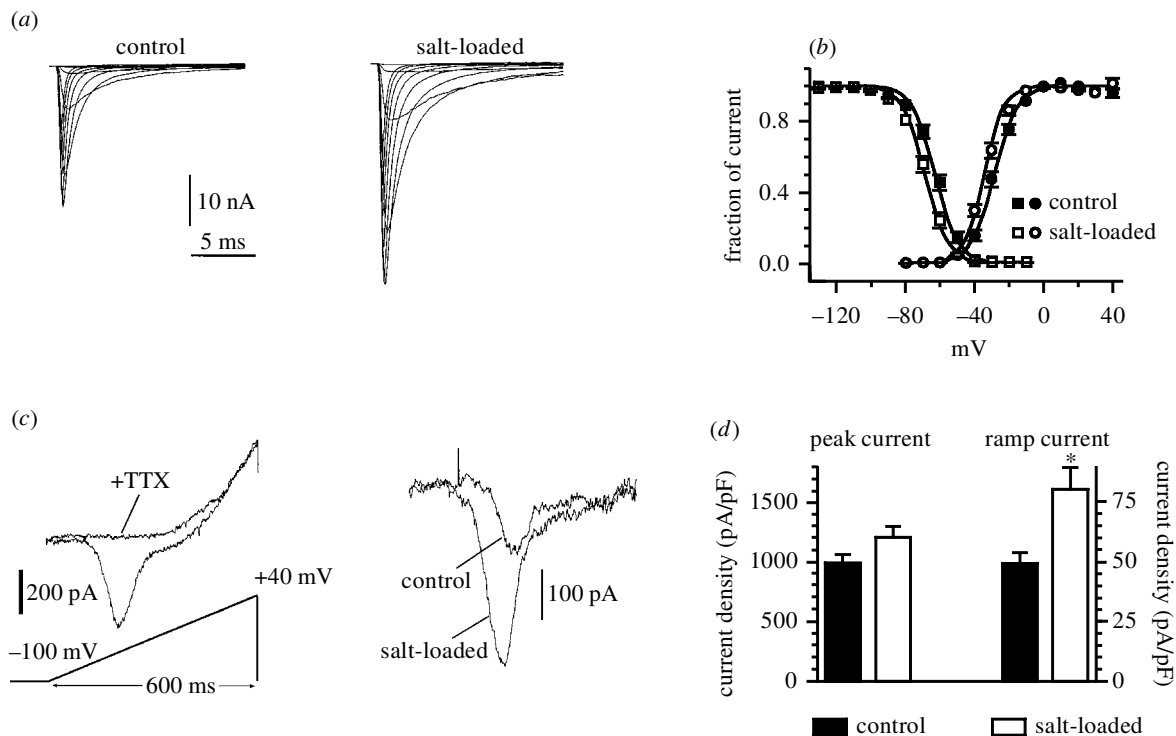 (a)
control
salt-loaded
10 nA
5 ms
(b)
fraction of current
0.8
0.4
0.0
control
salt-loaded
–120
–80
–40
0
40
mV
(c)
+TTX
200 pA
+40 mV
–100 mV
600 ms
control
salt-loaded
100 pA
(d)
peak current
ramp current
*
current density (pA/pF)
1500
1000
500
0
75
50
25
0
current density (pA/pF)
control
salt-loaded